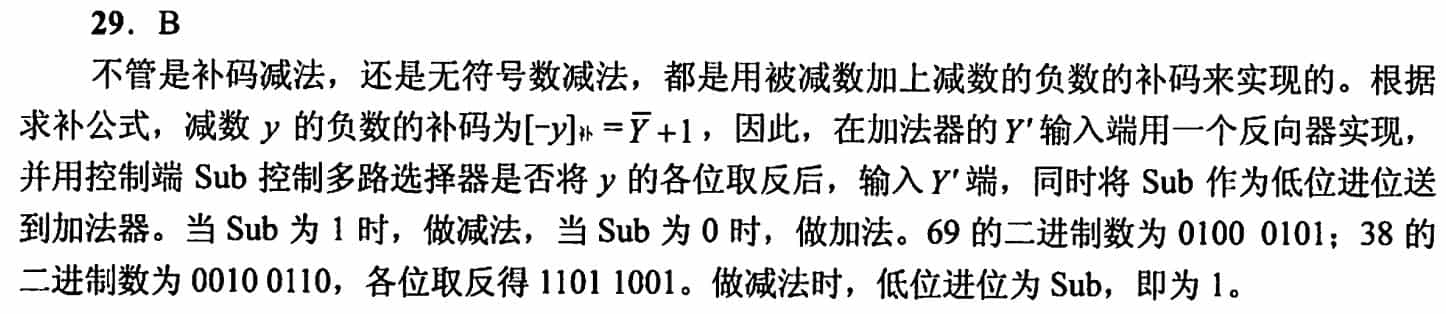 29. B
不管是补码减法，还是无符号数减法，都是用被减数加上减数的负数的补码来实现的。根据
求补公式，减数 y 的负数的补码为[-y]补 = Y̅ +1，因此，在加法器的 Y′ 输入端用一个反向器实现，
并用控制端 Sub 控制多路选择器是否将 y 的各位取反后，输入 Y′ 端，同时将 Sub 作为低位进位送
到加法器。当 Sub 为 1 时，做减法，当 Sub 为 0 时，做加法。69 的二进制数为 0100 0101；38 的
二进制数为 0010 0110，各位取反得 1101 1001。做减法时，低位进位为 Sub，即为 1。